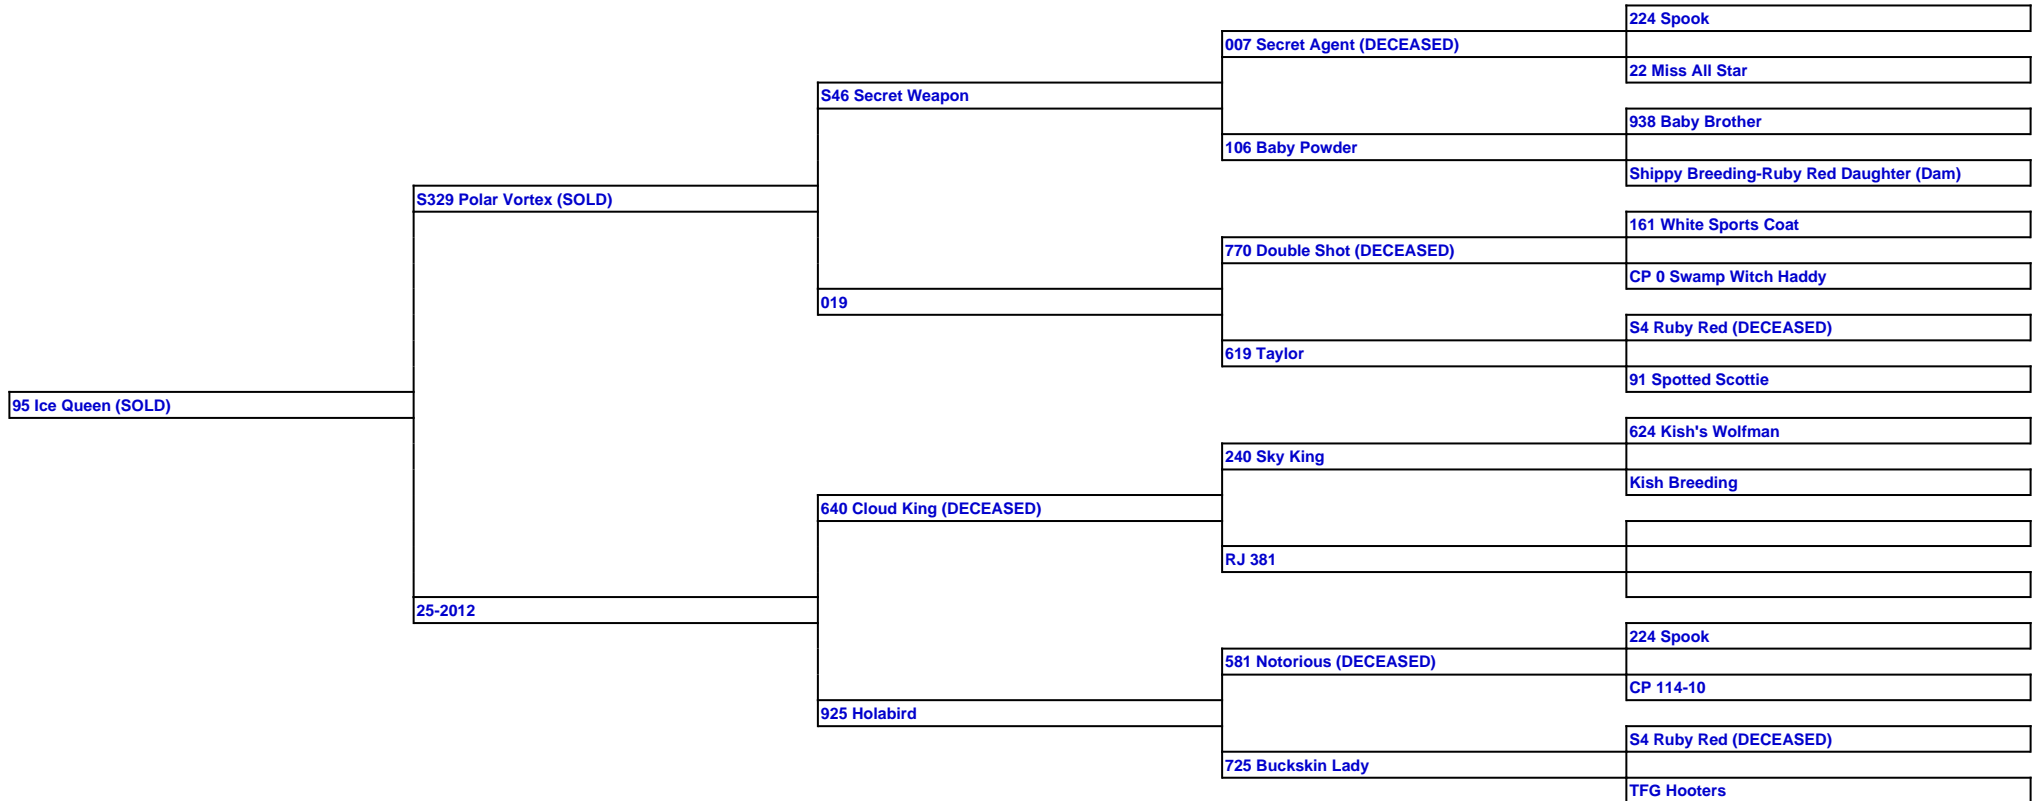 224 Spook
007 Secret Agent (DECEASED)
22 Miss All Star
S46 Secret Weapon
938 Baby Brother
106 Baby Powder
Shippy Breeding-Ruby Red Daughter (Dam)
S329 Polar Vortex (SOLD)
161 White Sports Coat
770 Double Shot (DECEASED)
CP 0 Swamp Witch Haddy
019
S4 Ruby Red (DECEASED)
619 Taylor
91 Spotted Scottie
95 Ice Queen (SOLD)
624 Kish's Wolfman
240 Sky King
Kish Breeding
640 Cloud King (DECEASED)
RJ 381
25-2012
224 Spook
581 Notorious (DECEASED)
CP 114-10
925 Holabird
S4 Ruby Red (DECEASED)
725 Buckskin Lady
TFG Hooters